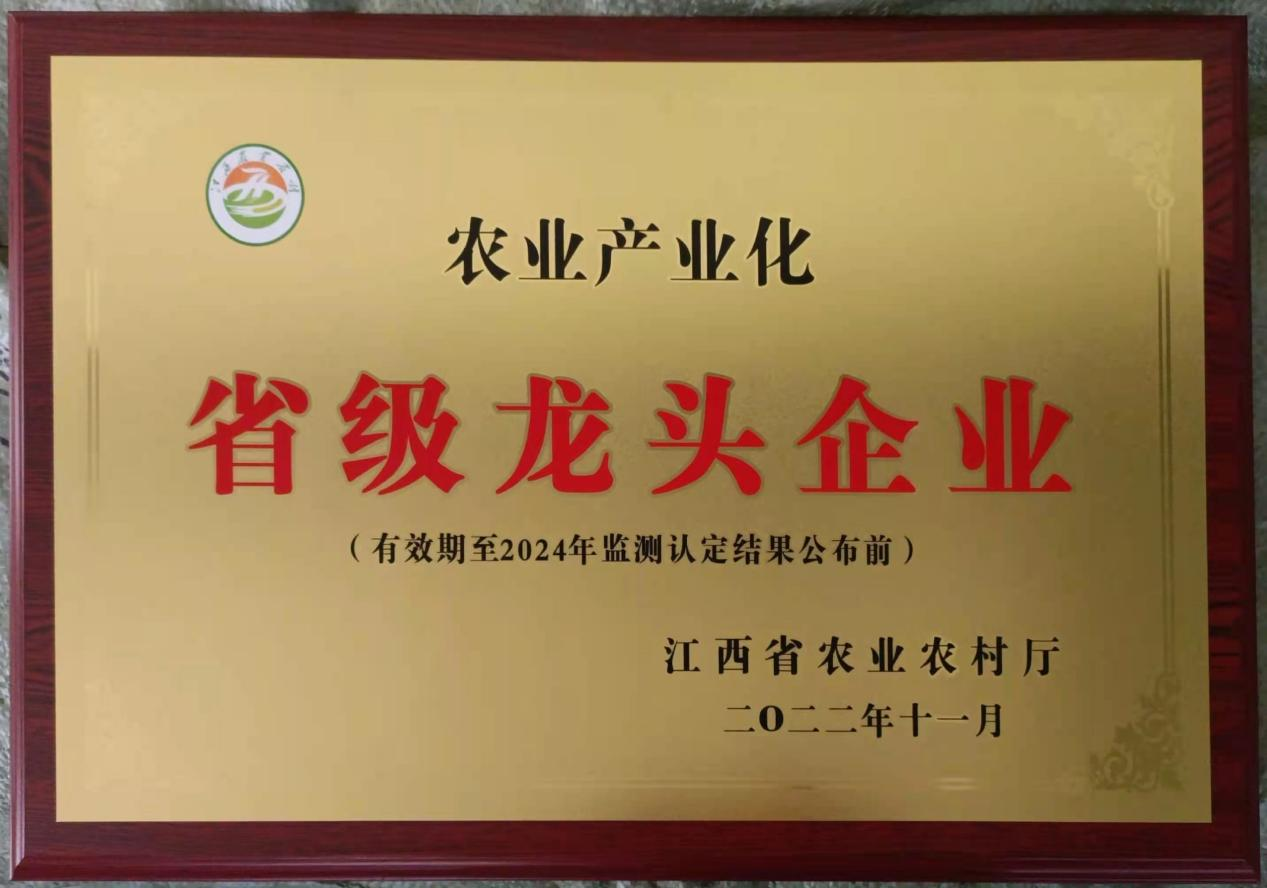 农业产业化
省级龙头企业
（有效期至2024年监测认定结果公布前）
江西省农业农村厅
二〇二二年十一月